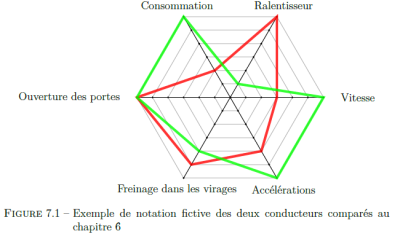 Consommation Ralentisseur
Ouverture des portes Vitesse
Freinage dans les virages Accélérations
FIGURE 7.1 – Exemple de notation fictive des deux conducteurs comparés au
chapitre 6